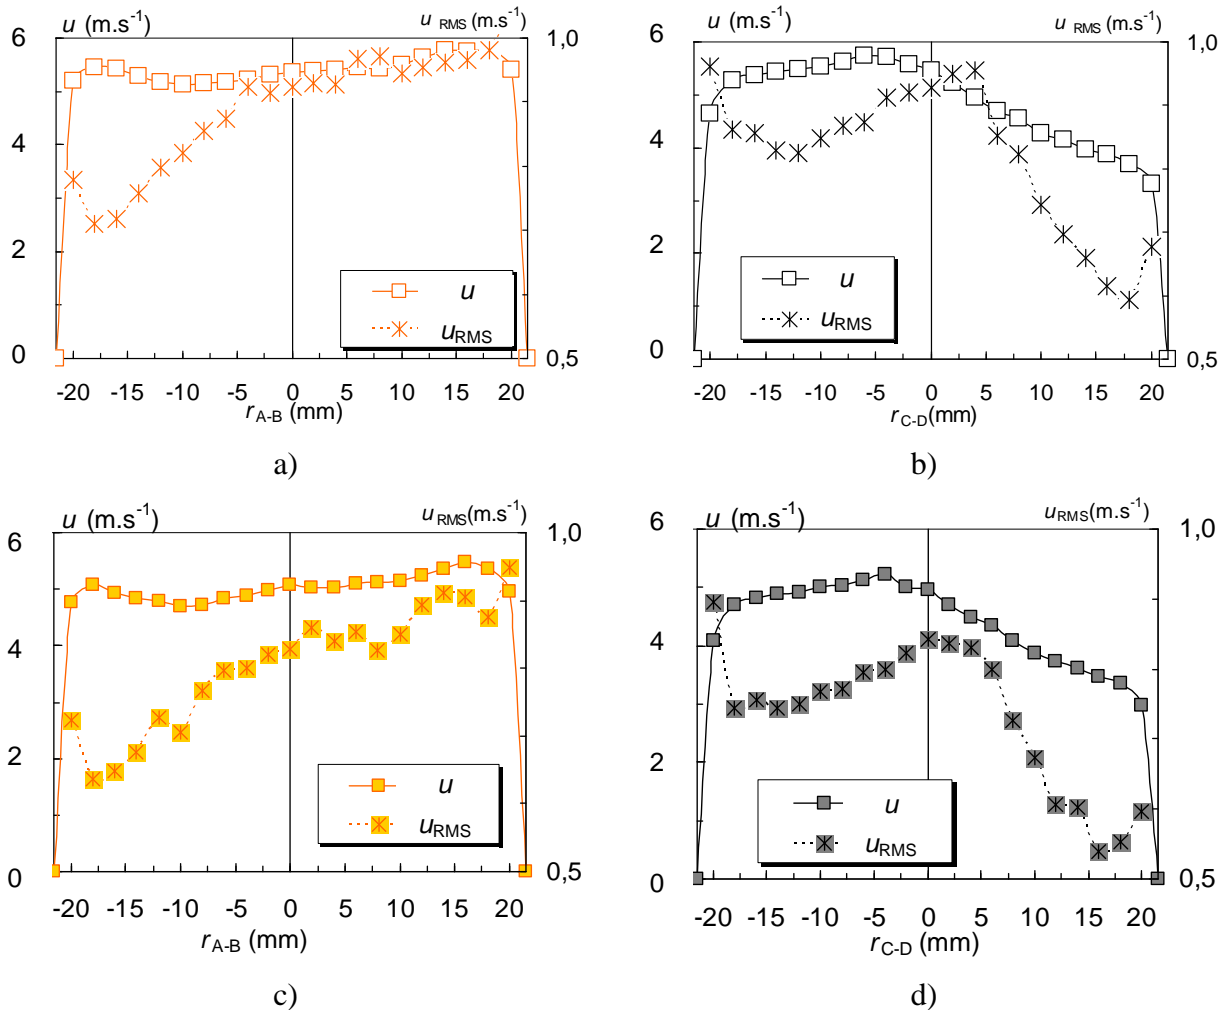 u (m.s-1)
u RMS (m.s-1)
6
1,0
4
2
0
0,5
u
uRMS
-20 -15 -10 -5 0 5 10 15 20
rA-B (mm)
a)
u (m.s-1)
u RMS (m.s-1)
6
1,0
4
2
0
0,5
u
uRMS
-20 -15 -10 -5 0 5 10 15 20
rC-D(mm)
b)
u (m.s-1)
uRMS(m.s-1)
6
1,0
4
2
0
0,5
u
uRMS
-20 -15 -10 -5 0 5 10 15 20
rA-B (mm)
c)
u (m.s-1)
uRMS(m.s-1)
6
1,0
4
2
0
0,5
u
uRMS
-20 -15 -10 -5 0 5 10 15 20
rC-D (mm)
d)